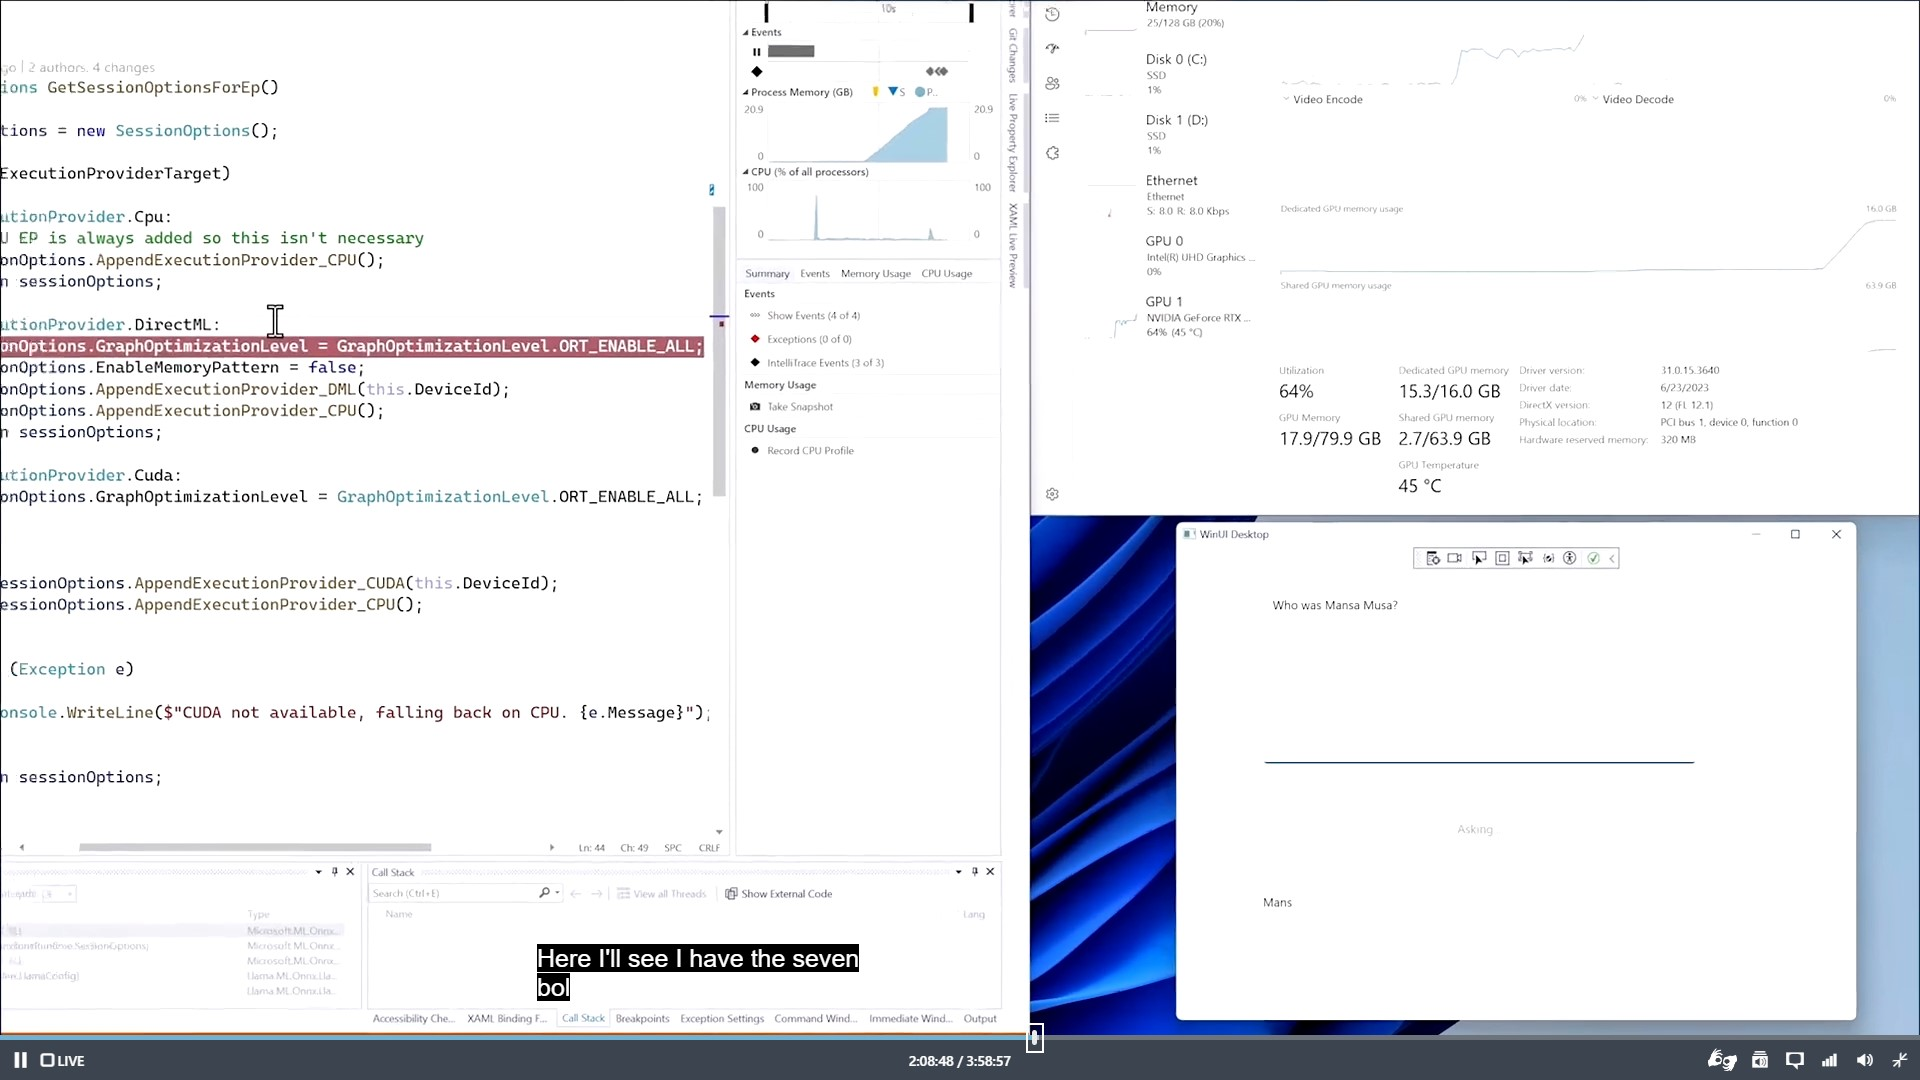 go | 2 authors, 4 changes
ions GetSessionOptionsForEp()
tions = new SessionOptions();
ExecutionProviderTarget)
utionProvider.Cpu:
U EP is always added so this isn't necessary
onOptions.AppendExecutionProvider_CPU();
n sessionOptions;
utionProvider.DirectML:
onOptions.GraphOptimizationLevel = GraphOptimizationLevel.ORT_ENABLE_ALL;
onOptions.EnableMemoryPattern = false;
onOptions.AppendExecutionProvider_DML(this.DeviceId);
onOptions.AppendExecutionProvider_CPU();
n sessionOptions;
utionProvider.Cuda:
onOptions.GraphOptimizationLevel = GraphOptimizationLevel.ORT_ENABLE_ALL;
essionOptions.AppendExecutionProvider_CUDA(this.DeviceId);
essionOptions.AppendExecutionProvider_CPU();
(Exception e)
onsole.WriteLine($"CUDA not available, falling back on CPU. {e.Message}");
n sessionOptions;
Ln: 44 Ch: 49 SPC CRLF
10s
Events
Process Memory (GB) S P..
20.9 20.9
0 0
CPU (% of all processors)
100 100
0 0
Summary Events Memory Usage CPU Usage
Events
Show Events (4 of 4)
Exceptions (0 of 0)
IntelliTrace Events (3 of 3)
Memory Usage
Take Snapshot
CPU Usage
Record CPU Profile
Git Changes
Live Property Explorer
XAML Live Preview
Type
Microsoft.ML.Onnx...
Microsoft.ML.Onnx...
Microsoft.ML.Onnx...
Llama.ML.Onnx.Lla...
Llama.ML.Onnx.Lla...
Call Stack
Search (Ctrl+E) View all Threads Show External Code
Name Lang
Here I'll see I have the seven
bol
Accessibility Che... XAML Binding F... Call Stack Breakpoints Exception Settings Command Wind... Immediate Wind... Output
Memory
25/128 GB (20%)
Disk 0 (C:)
SSD
1%
Disk 1 (D:)
SSD
1%
Ethernet
Ethernet
S: 8.0 R: 8.0 Kbps
GPU 0
Intel(R) UHD Graphics ...
0%
GPU 1
NVIDIA GeForce RTX ...
64% (45 °C)
Video Encode 0% Video Decode 0%
Dedicated GPU memory usage 16.0 GB
Shared GPU memory usage 63.9 GB
Utilization
64%
GPU Memory
17.9/79.9 GB
Dedicated GPU memory
15.3/16.0 GB
Shared GPU memory
2.7/63.9 GB
GPU Temperature
45 °C
Driver version: 31.0.15.3640
Driver date: 6/23/2023
DirectX version: 12 (FL 12.1)
Physical location: PCI bus 1, device 0, function 0
Hardware reserved memory: 320 MB
WinUI Desktop
Who was Mansa Musa?
Asking..
Mans
LIVE
2:08:48 / 3:58:57